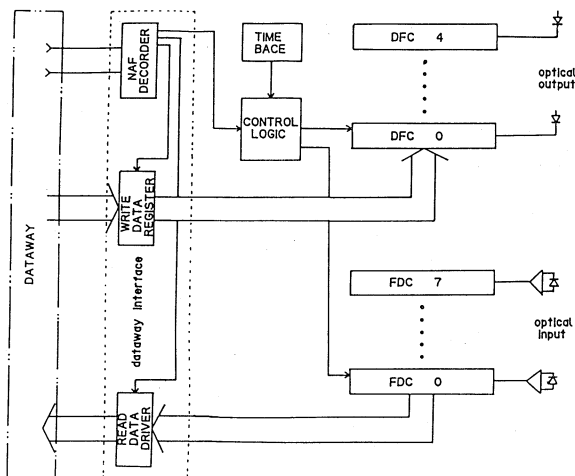 DATAWAY
NAF
DECORDER
TIME
BACE
CONTROL
LOGIC
DFC 4
optical
output
DFC 0
WRITE
DATA
REGISTER
dataway interface
FDC 7
optical
input
FDC 0
READ
DATA
DRIVER